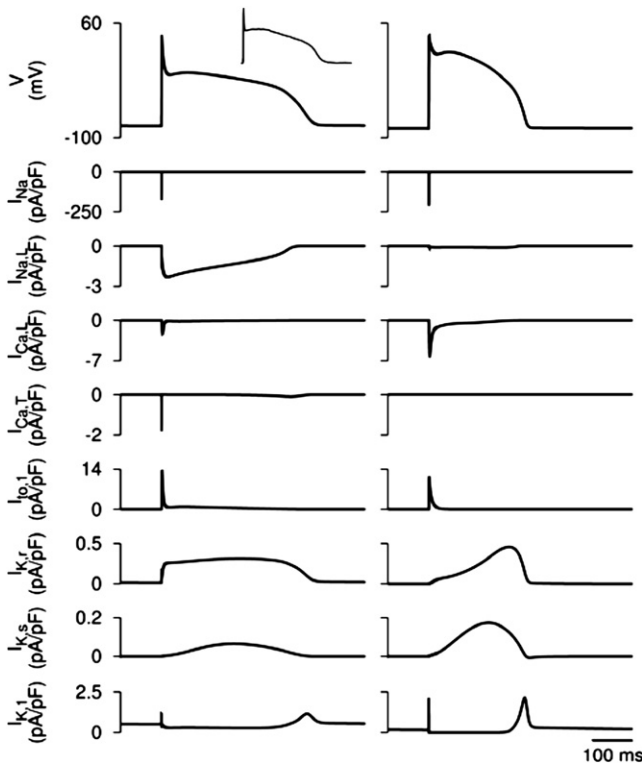 60
V
(mV)
-100
0
I_Na
(pA/pF)
-250
0
I_Na,L
(pA/pF)
-3
0
I_Ca,L
(pA/pF)
-7
0
I_Ca,T
(pA/pF)
-2
14
I_to,1
(pA/pF)
0
0.5
I_K,r
(pA/pF)
0
0.2
I_K,s
(pA/pF)
0
2.5
I_K,1
(pA/pF)
0
100 ms